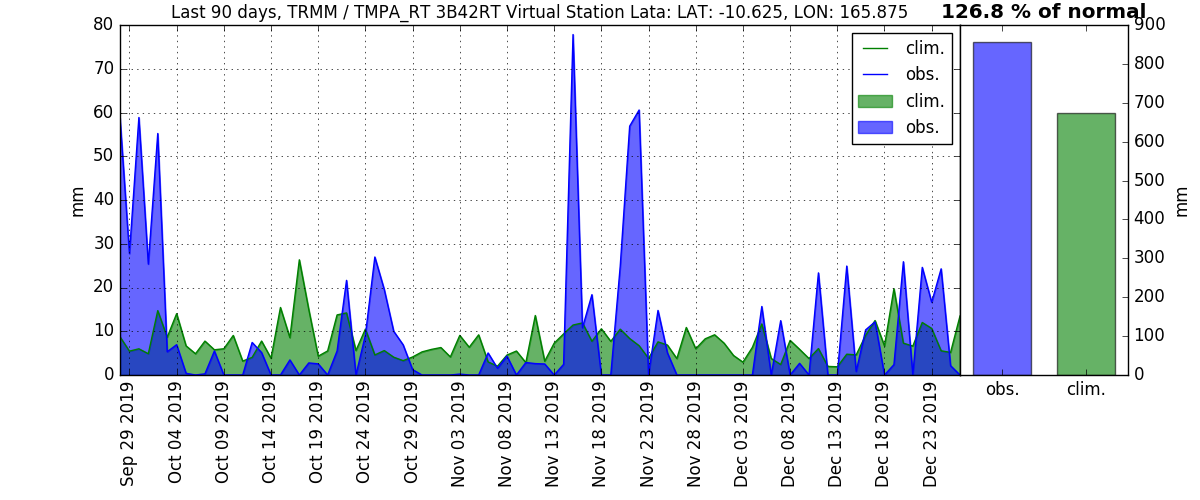 Last 90 days, TRMM / TMPA_RT 3B42RT Virtual Station Lata: LAT: -10.625, LON: 165.875
126.8 % of normal
80
70
60
50
40
30
20
10
0
mm
clim.
obs.
clim.
obs.
900
800
700
600
500
400
300
200
100
0
mm
obs.
clim.
Sep 29 2019
Oct 04 2019
Oct 09 2019
Oct 14 2019
Oct 19 2019
Oct 24 2019
Oct 29 2019
Nov 03 2019
Nov 08 2019
Nov 13 2019
Nov 18 2019
Nov 23 2019
Nov 28 2019
Dec 03 2019
Dec 08 2019
Dec 13 2019
Dec 18 2019
Dec 23 2019